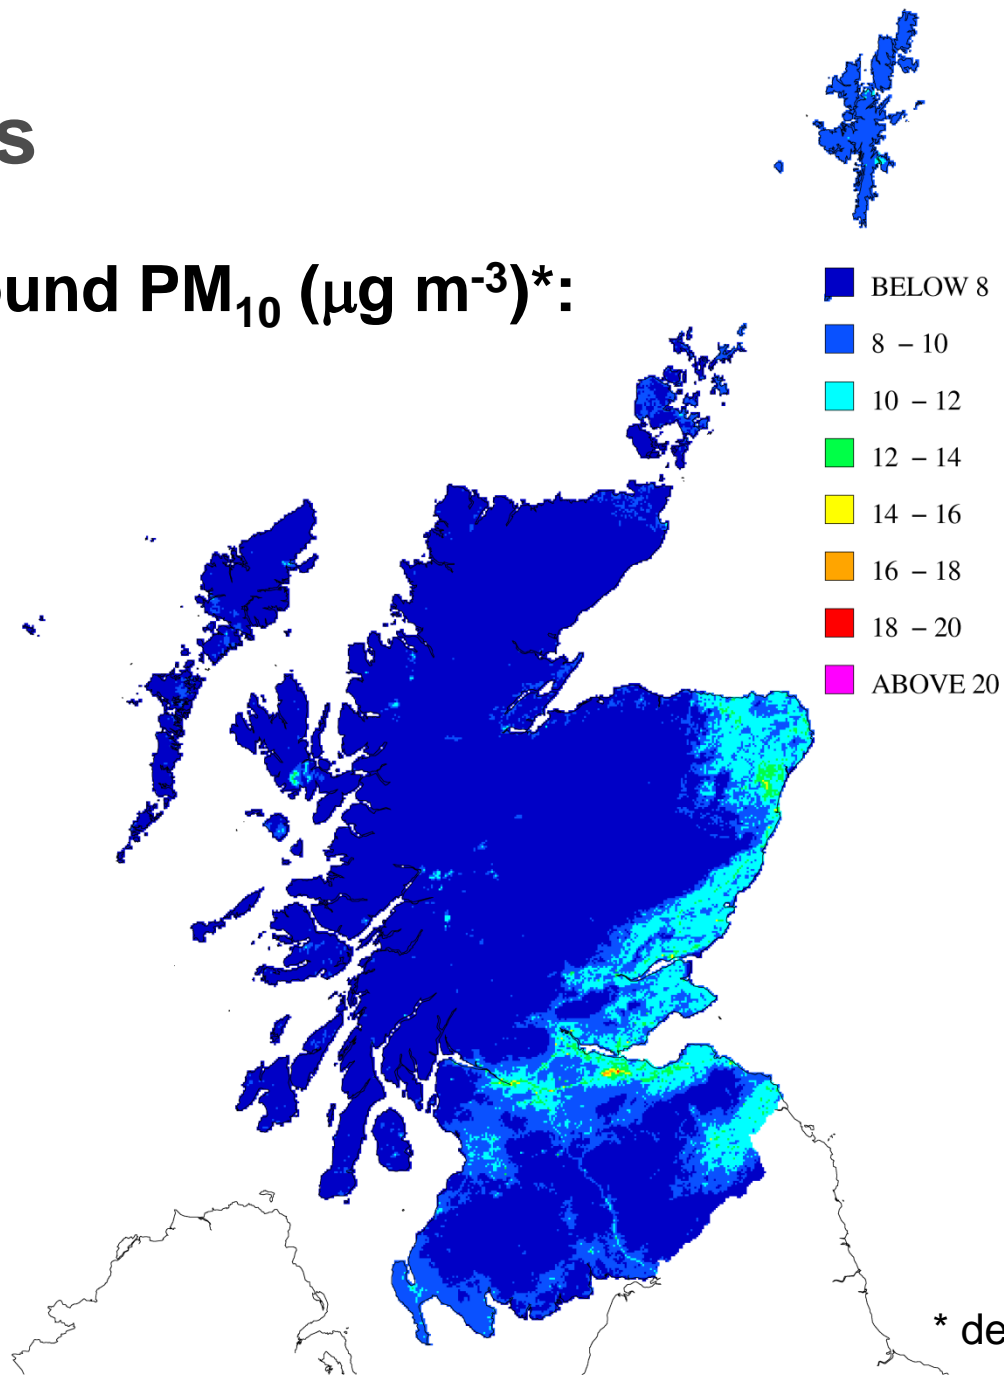 s
ound PM₁₀ (μg m⁻³)*:
BELOW 8
8 – 10
10 – 12
12 – 14
14 – 16
16 – 18
18 – 20
ABOVE 20
* de